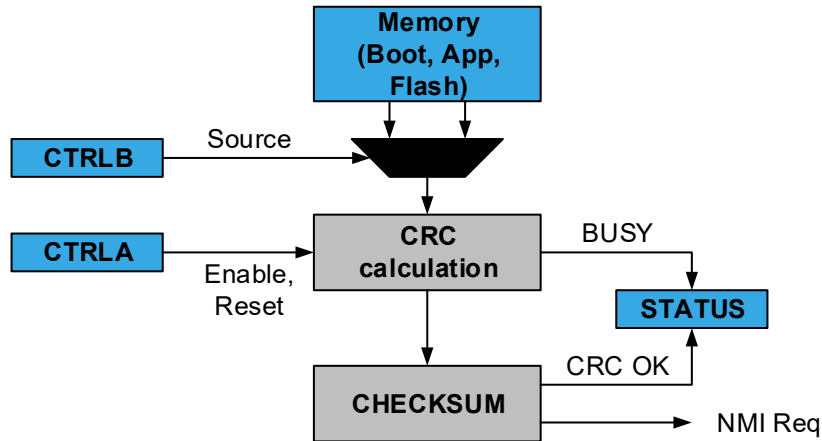 Memory
(Boot, App,
Flash)
CTRLB
Source
CTRLA
Enable,
Reset
CRC
calculation
BUSY
STATUS
CHECKSUM
CRC OK
NMI Req